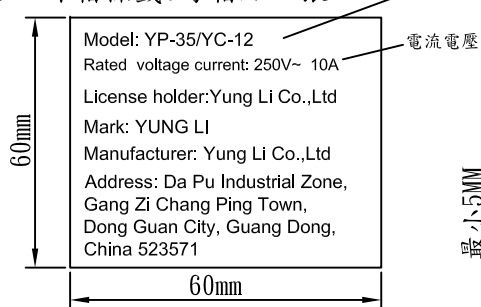 Model: YP-35/YC-12
Rated voltage current: 250V~ 10A
電流電壓
License holder:Yung Li Co.,Ltd
Mark: YUNG LI
Manufacturer: Yung Li Co.,Ltd
Address: Da Pu Industrial Zone,
Gang Zi Chang Ping Town,
Dong Guan City, Guang Dong,
China 523571
60mm
60mm
最小5MM